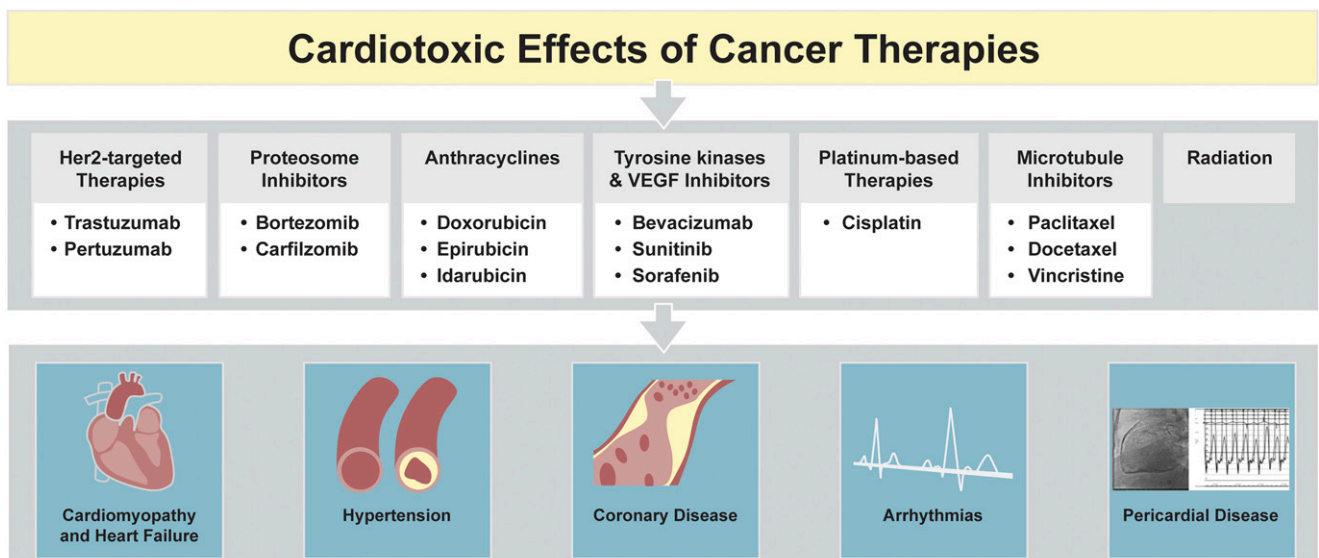 Cardiotoxic Effects of Cancer Therapies
Her2-targeted
Therapies
• Trastuzumab
• Pertuzumab
Proteosome
Inhibitors
• Bortezomib
• Carfilzomib
Anthracyclines
• Doxorubicin
• Epirubicin
• Idarubicin
Tyrosine kinases
& VEGF Inhibitors
• Bevacizumab
• Sunitinib
• Sorafenib
Platinum-based
Therapies
• Cisplatin
Microtubule
Inhibitors
• Paclitaxel
• Docetaxel
• Vincristine
Radiation
Cardiomyopathy
and Heart Failure
Hypertension
Coronary Disease
Arrhythmias
Pericardial Disease